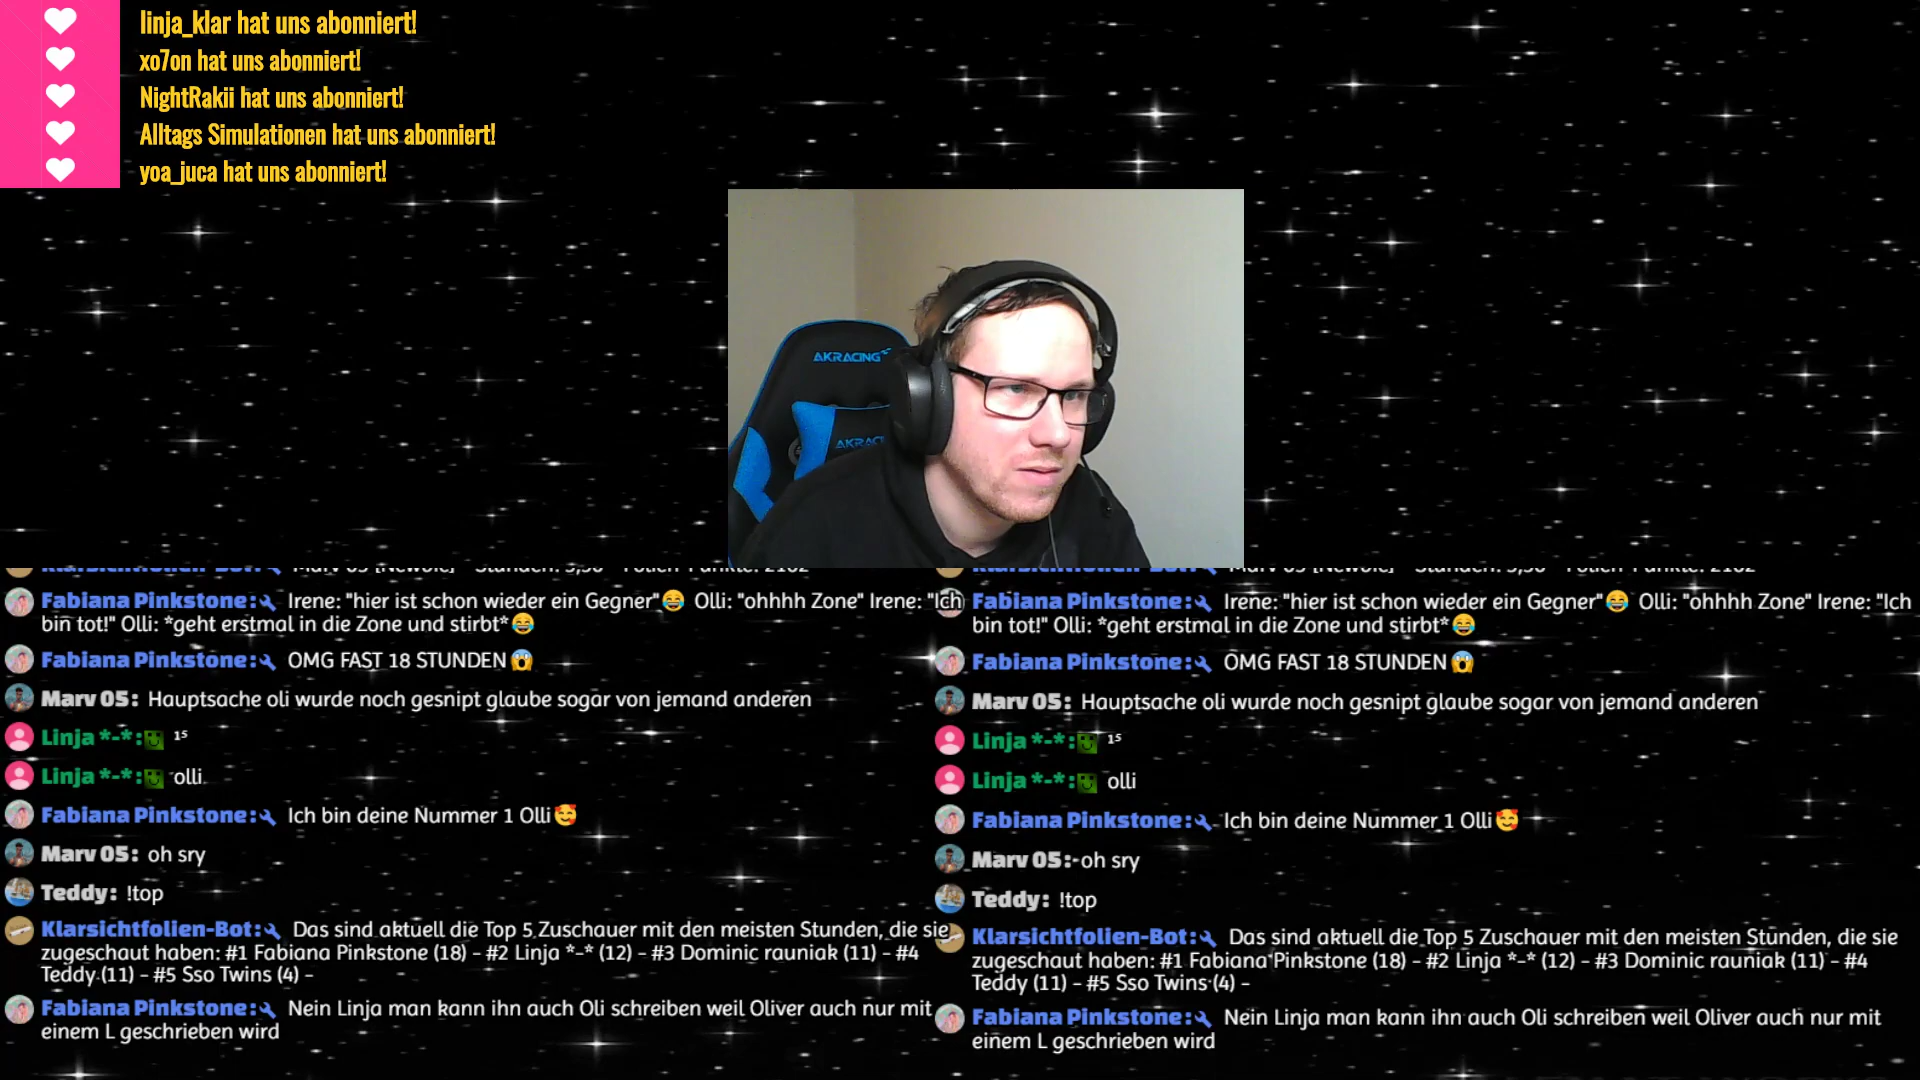 linja_klar hat uns abonniert!
xo7on hat uns abonniert!
NightRakii hat uns abonniert!
Alltags Simulationen hat uns abonniert!
yoa_juca hat uns abonniert!
AKRACING
AKRACI
Fabiana Pinkstone: Irene: "hier ist schon wieder ein Gegner"😂 Olli: "ohhhh Zone" Irene: "Ich
bin tot!" Olli: *geht erstmal in die Zone und stirbt*😂
Fabiana Pinkstone: OMG FAST 18 STUNDEN😱
Marv 05: Hauptsache oli wurde noch gesnipt glaube sogar von jemand anderen
Linja *-*: ¹⁵
Linja *-*: olli
Fabiana Pinkstone: Ich bin deine Nummer 1 Olli🥰
Marv 05: oh sry
Teddy: !top
Klarsichtfolien-Bot: Das sind aktuell die Top 5 Zuschauer mit den meisten Stunden, die sie
zugeschaut haben: #1 Fabiana Pinkstone (18) - #2 Linja *-* (12) - #3 Dominic rauniak (11) - #4
Teddy (11) - #5 Sso Twins (4) -
Fabiana Pinkstone: Nein Linja man kann ihn auch Oli schreiben weil Oliver auch nur mit
einem L geschrieben wird
Fabiana Pinkstone: Irene: "hier ist schon wieder ein Gegner"😂 Olli: "ohhhh Zone" Irene: "Ich
bin tot!" Olli: *geht erstmal in die Zone und stirbt*😂
Fabiana Pinkstone: OMG FAST 18 STUNDEN😱
Marv 05: Hauptsache oli wurde noch gesnipt glaube sogar von jemand anderen
Linja *-*: ¹⁵
Linja *-*: olli
Fabiana Pinkstone: Ich bin deine Nummer 1 Olli🥰
Marv 05: oh sry
Teddy: !top
Klarsichtfolien-Bot: Das sind aktuell die Top 5 Zuschauer mit den meisten Stunden, die sie
zugeschaut haben: #1 Fabiana Pinkstone (18) - #2 Linja *-* (12) - #3 Dominic rauniak (11) - #4
Teddy (11) - #5 Sso Twins (4) -
Fabiana Pinkstone: Nein Linja man kann ihn auch Oli schreiben weil Oliver auch nur mit
einem L geschrieben wird